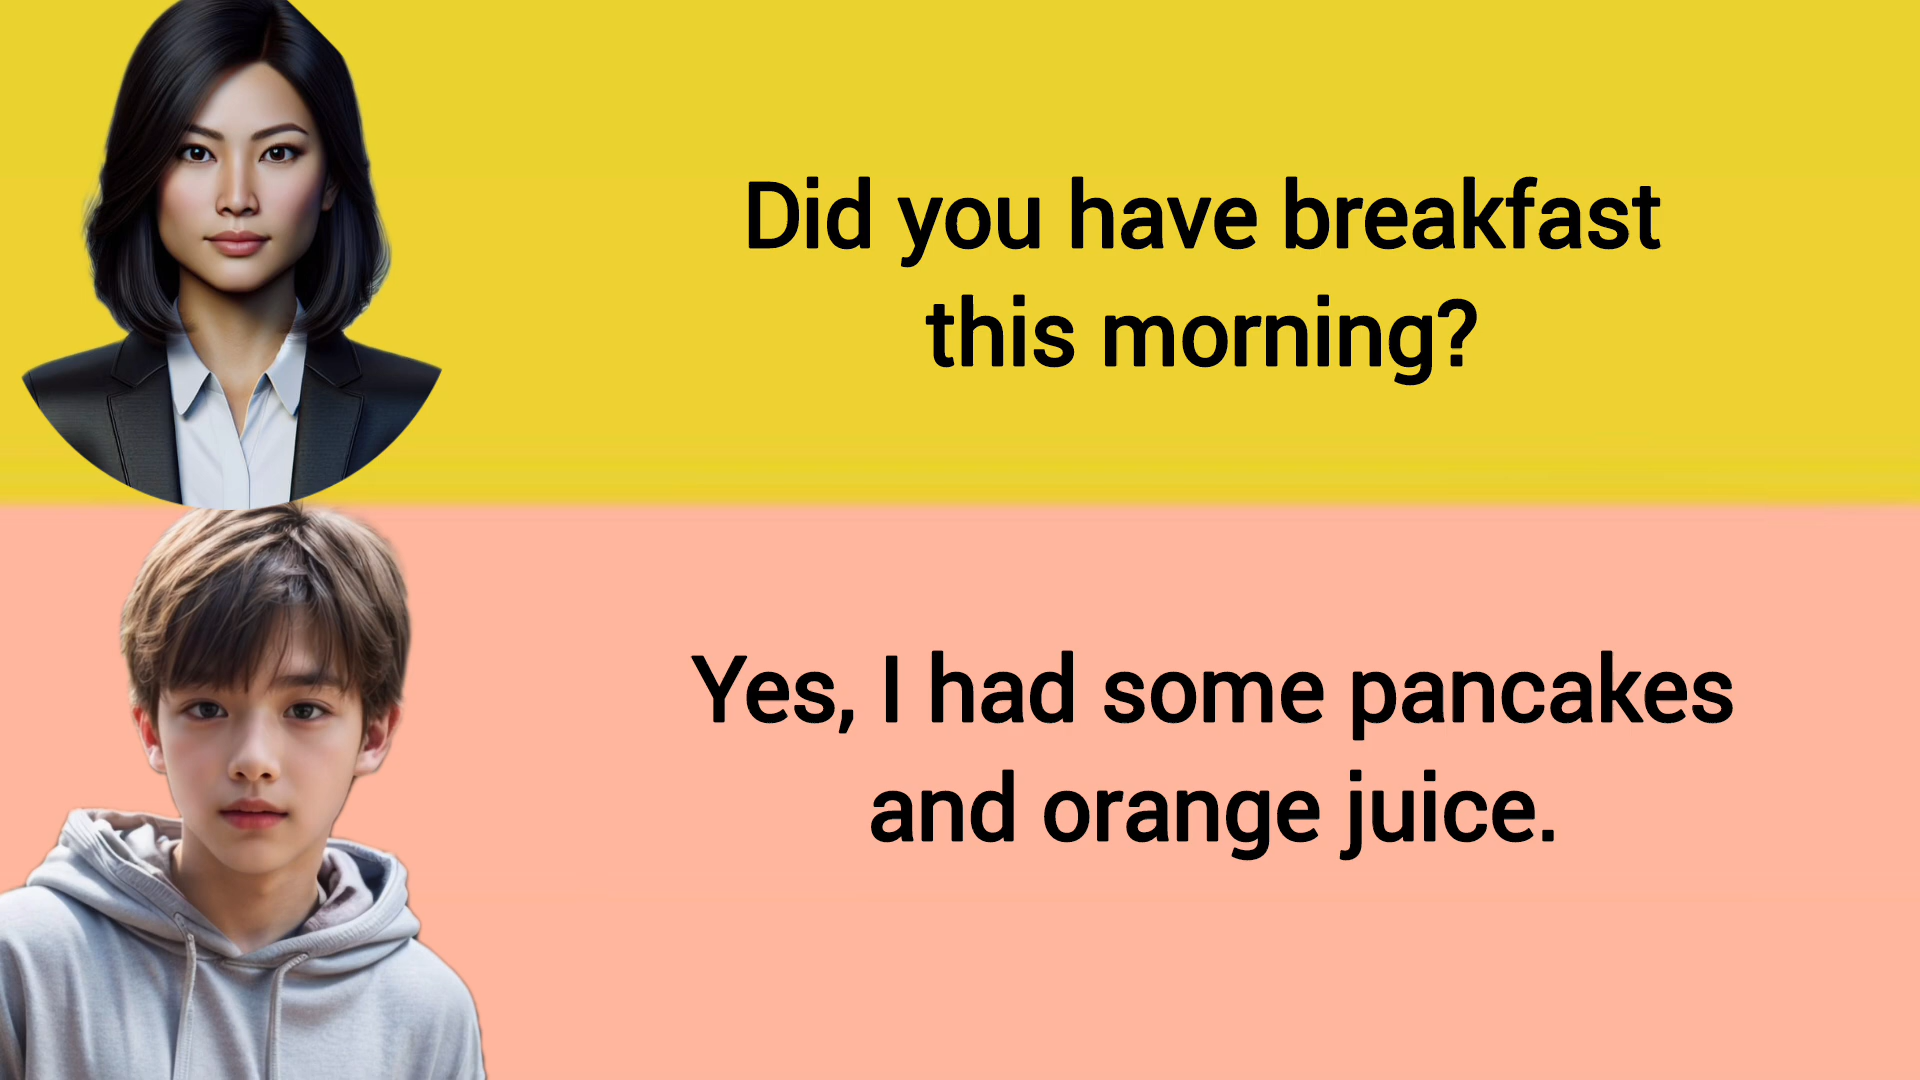 Did you have breakfast
this morning?
Yes, I had some pancakes
and orange juice.